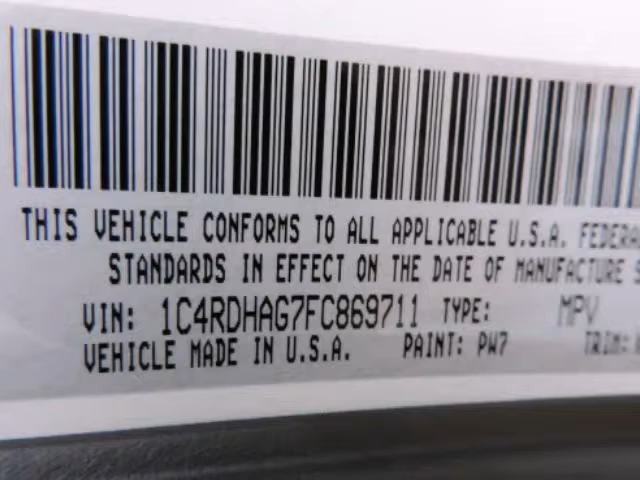 THIS VEHICLE CONFORMS TO ALL APPLICABLE U.S.A. FEDERA
STANDARDS IN EFFECT ON THE DATE OF MANUFACTURE S
VIN: 1C4RDHAG7FC869711 TYPE: MPV
VEHICLE MADE IN U.S.A. PAINT: PW7 TRIM: